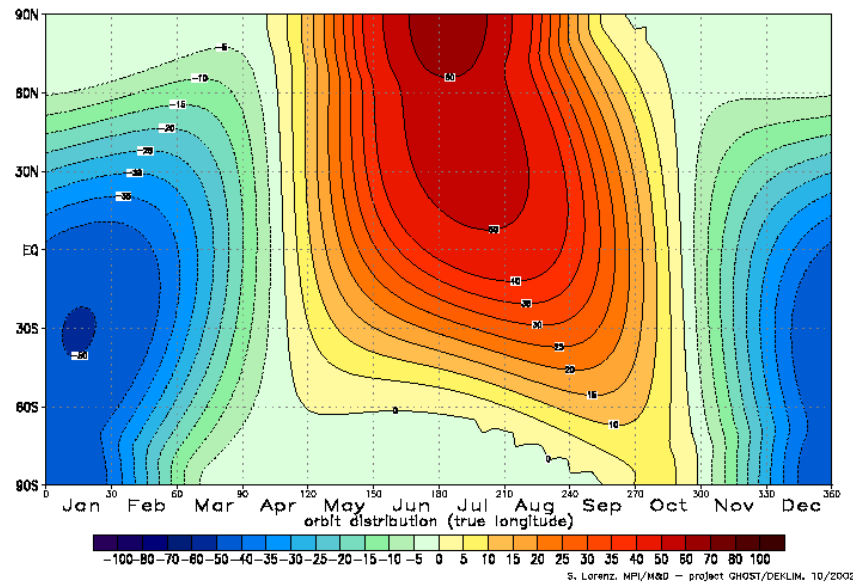 90N
60N
30N
EQ
30S
60S
90S
-5
-10
-15
-20
-25
-30
-35
-50
60
50
40
35
30
25
20
15
10
0
0
0 30 60 90 120 150 180 210 240 270 300 330 360
Jan Feb Mar Apr May Jun Jul Aug Sep Oct Nov Dec
orbit distribution (true longitude)
-100 -80 -60 -50 -40 -35 -30 -25 -20 -15 -10 -5 0 5 10 15 20 25 30 35 40 50 60 80 100
S. Lorenz, MPI/M&D - project GHOST/DEKLIM, 10/2002